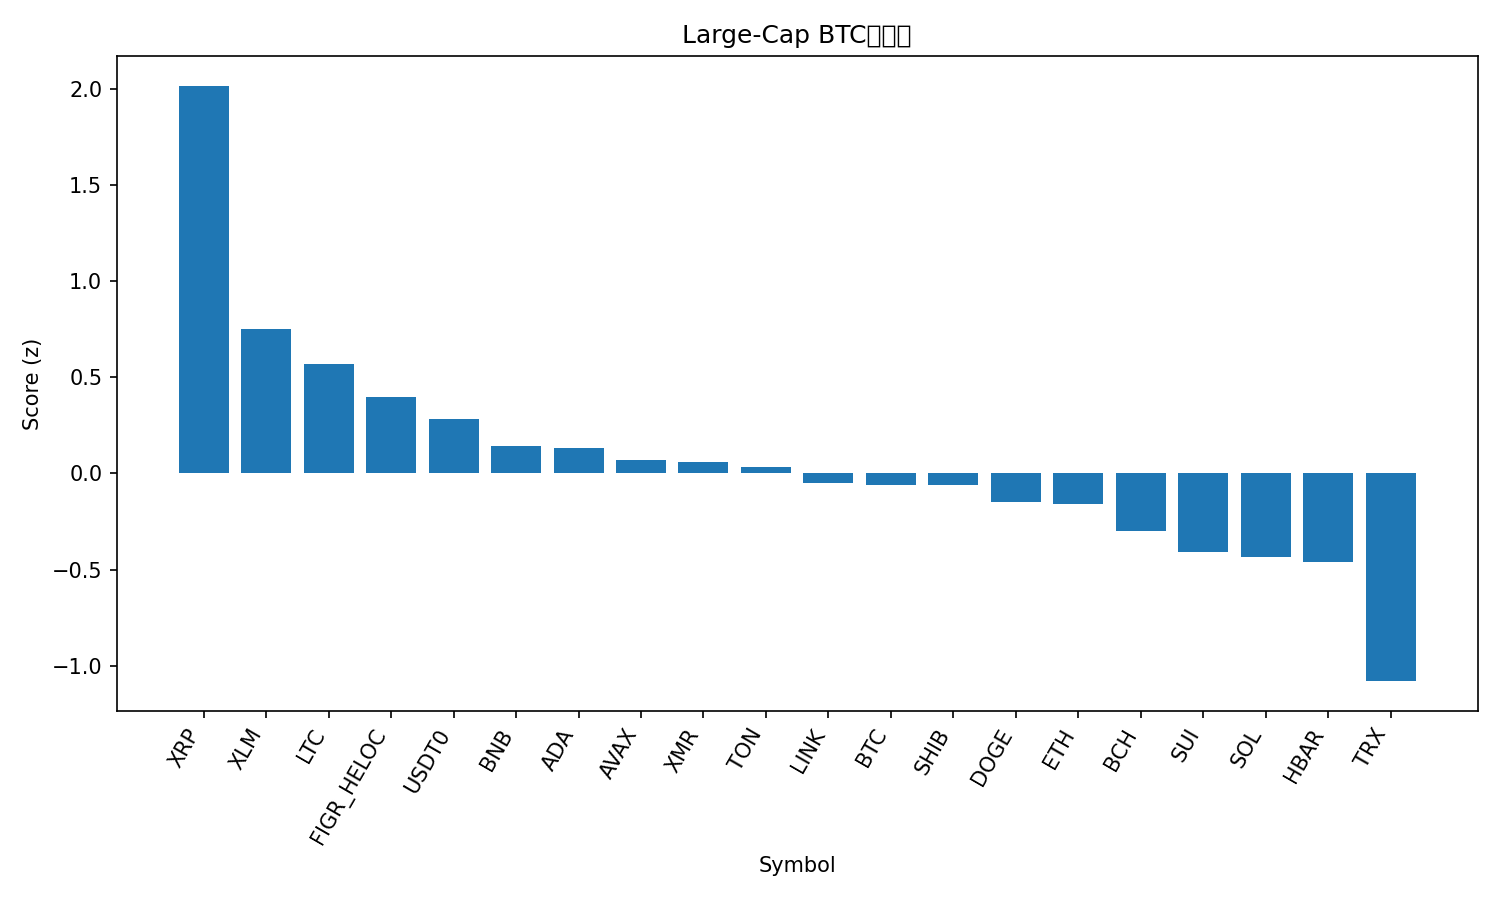 Large-Cap BTC
Score (z)
2.0
1.5
1.0
0.5
0.0
−0.5
−1.0
XRP
XLM
LTC
FIGR_HELOC
USDT0
BNB
ADA
AVAX
XMR
TON
LINK
BTC
SHIB
DOGE
ETH
BCH
SUI
SOL
HBAR
TRX
Symbol